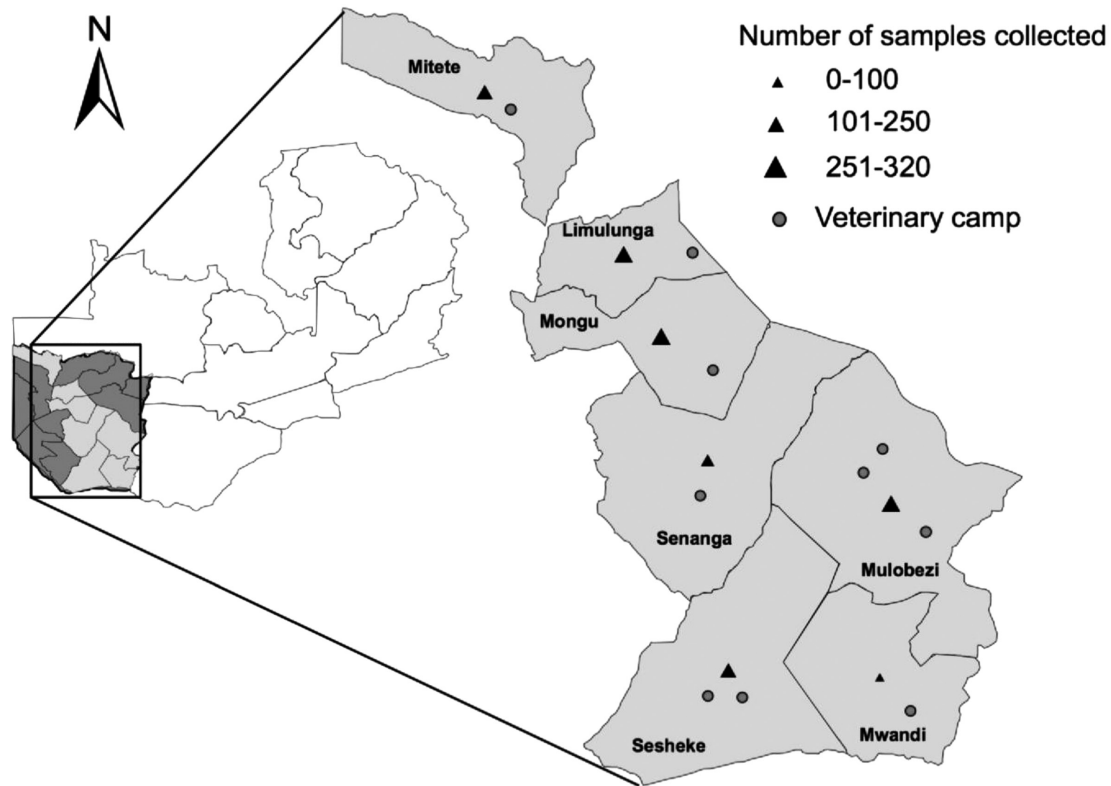 N
Number of samples collected
0-100
101-250
251-320
Veterinary camp
Mitete
Limulunga
Mongu
Senanga
Mulobezi
Sesheke
Mwandi